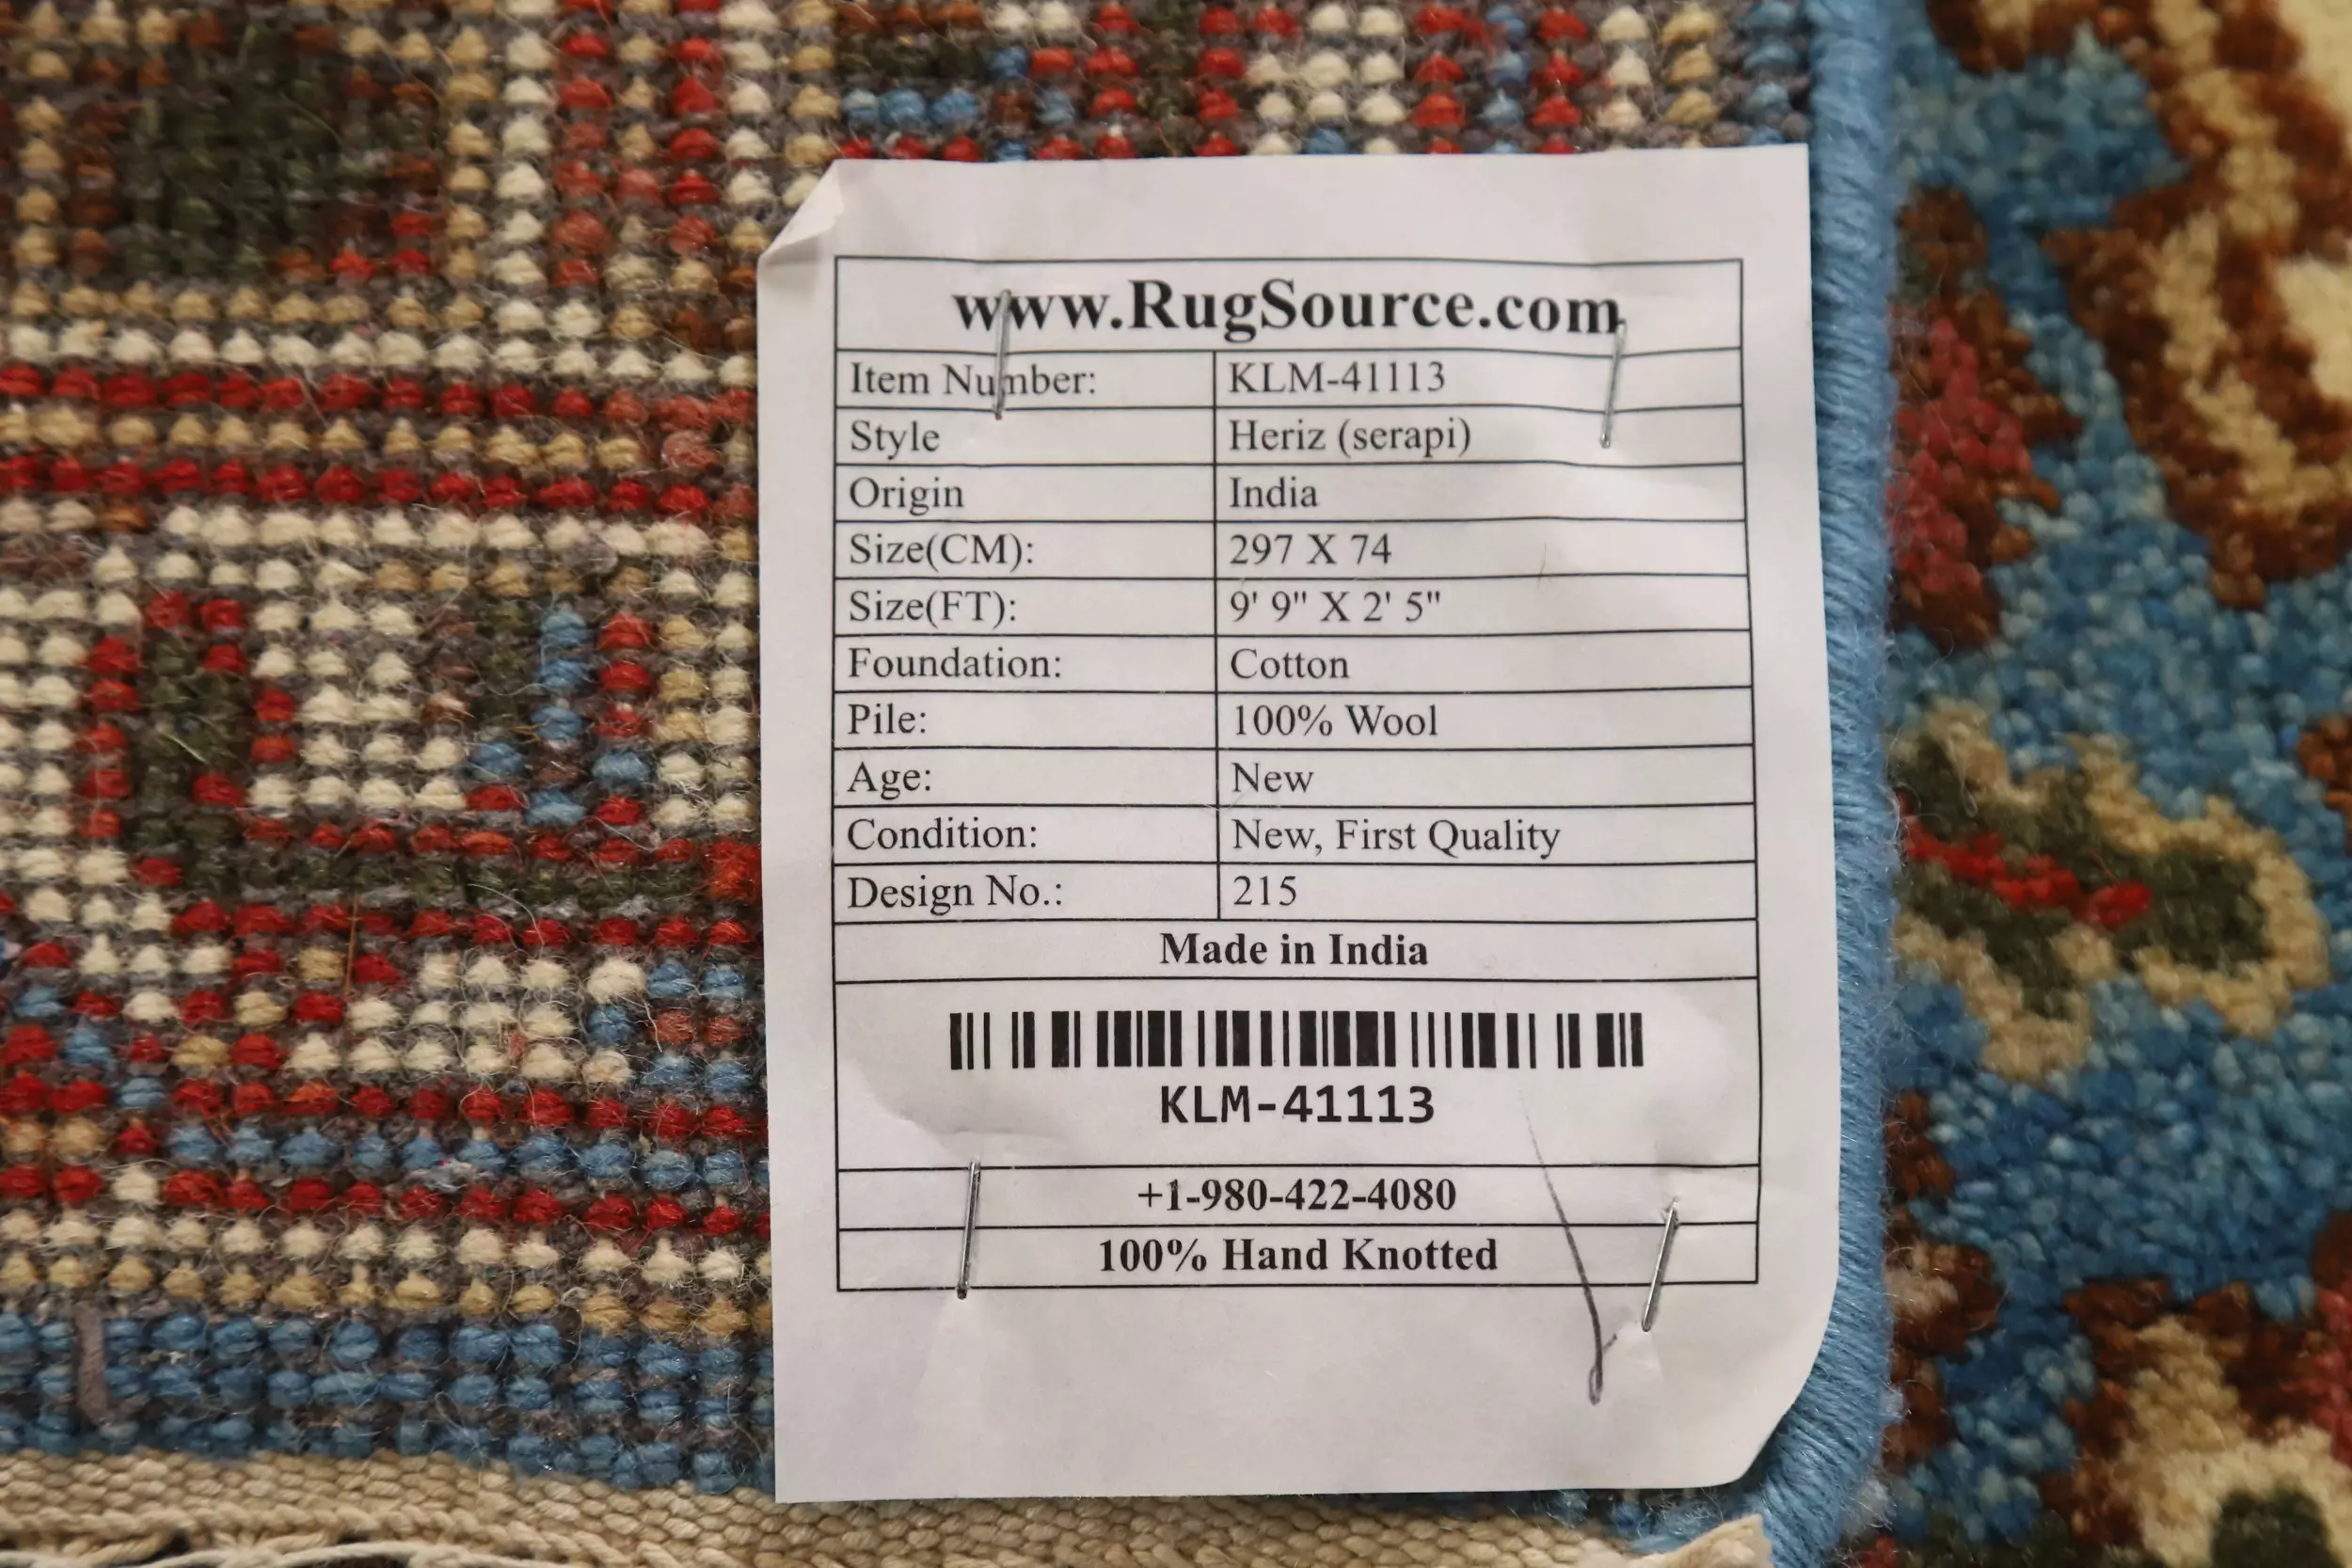 www.RugSource.com
Item Number: KLM-41113
Style Heriz (serapi)
Origin India
Size(CM): 297 X 74
Size(FT): 9' 9" X 2' 5"
Foundation: Cotton
Pile: 100% Wool
Age: New
Condition: New, First Quality
Design No.: 215
Made in India
KLM-41113
+1-980-422-4080
100% Hand Knotted